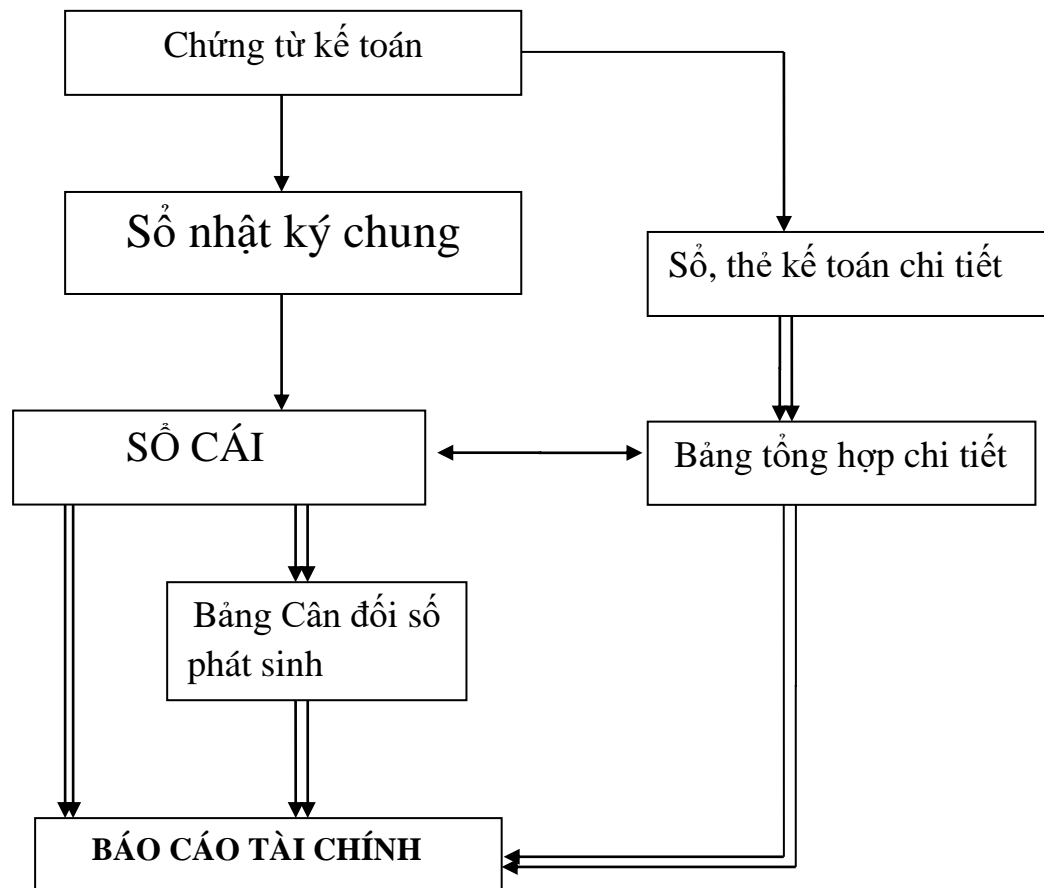 Chứng từ kế toán
Sổ nhật ký chung
Sổ, thẻ kế toán chi tiết
SỔ CÁI
Bảng tổng hợp chi tiết
Bảng Cân đối số
phát sinh
BÁO CÁO TÀI CHÍNH